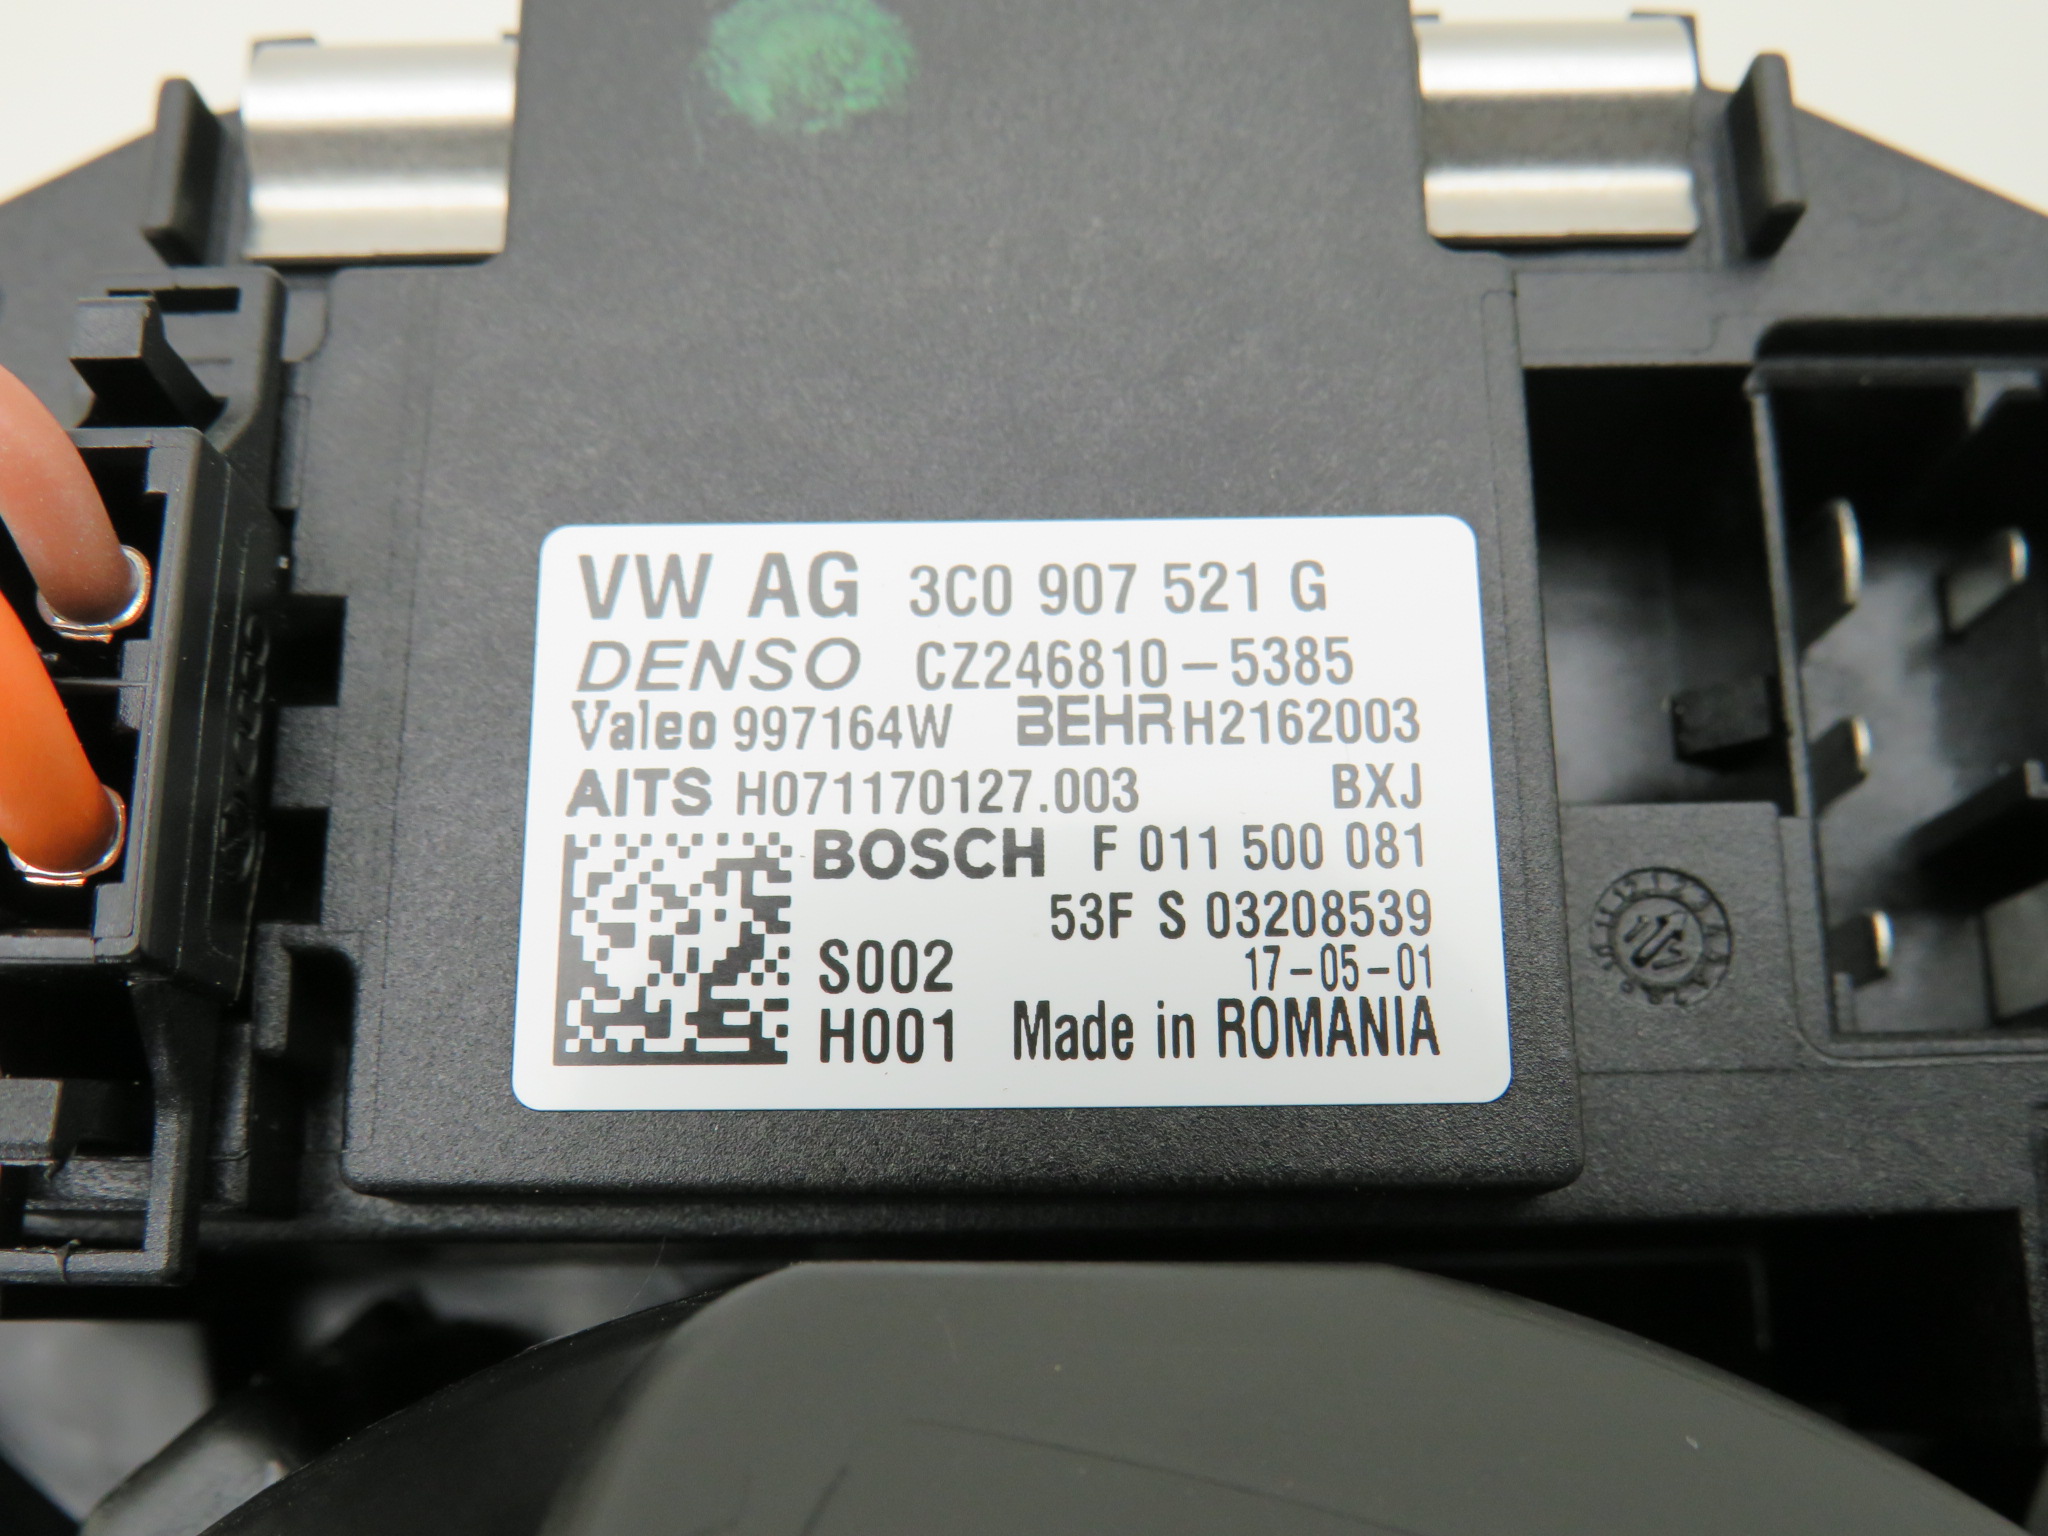 VW AG 3C0 907 521 G
DENSO CZ246810-5385
Valeo 997164W BEHR H2162003
AITS H071170127.003 BXJ
BOSCH F 011 500 081
53F S 03208539
S002 17-05-01
H001 Made in ROMANIA